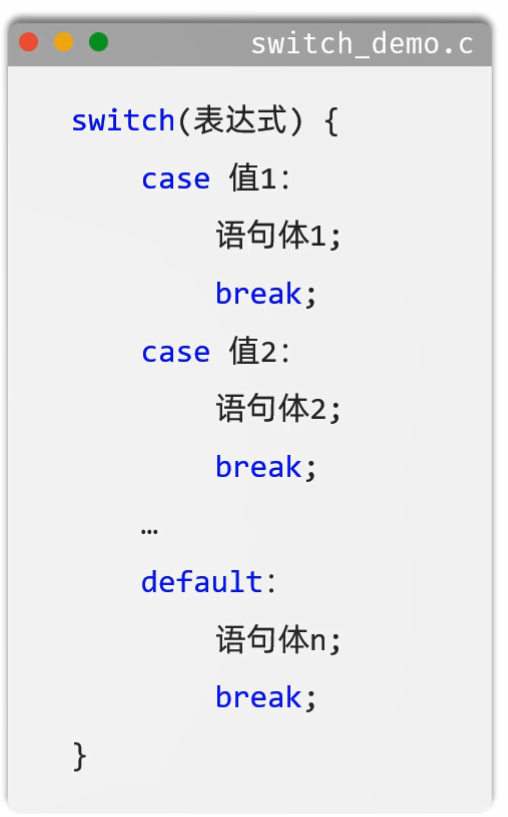 switch_demo.c
switch(表达式) {
case 值1:
语句体1;
break;
case 值2:
语句体2;
break;
…
default:
语句体n;
break;
}